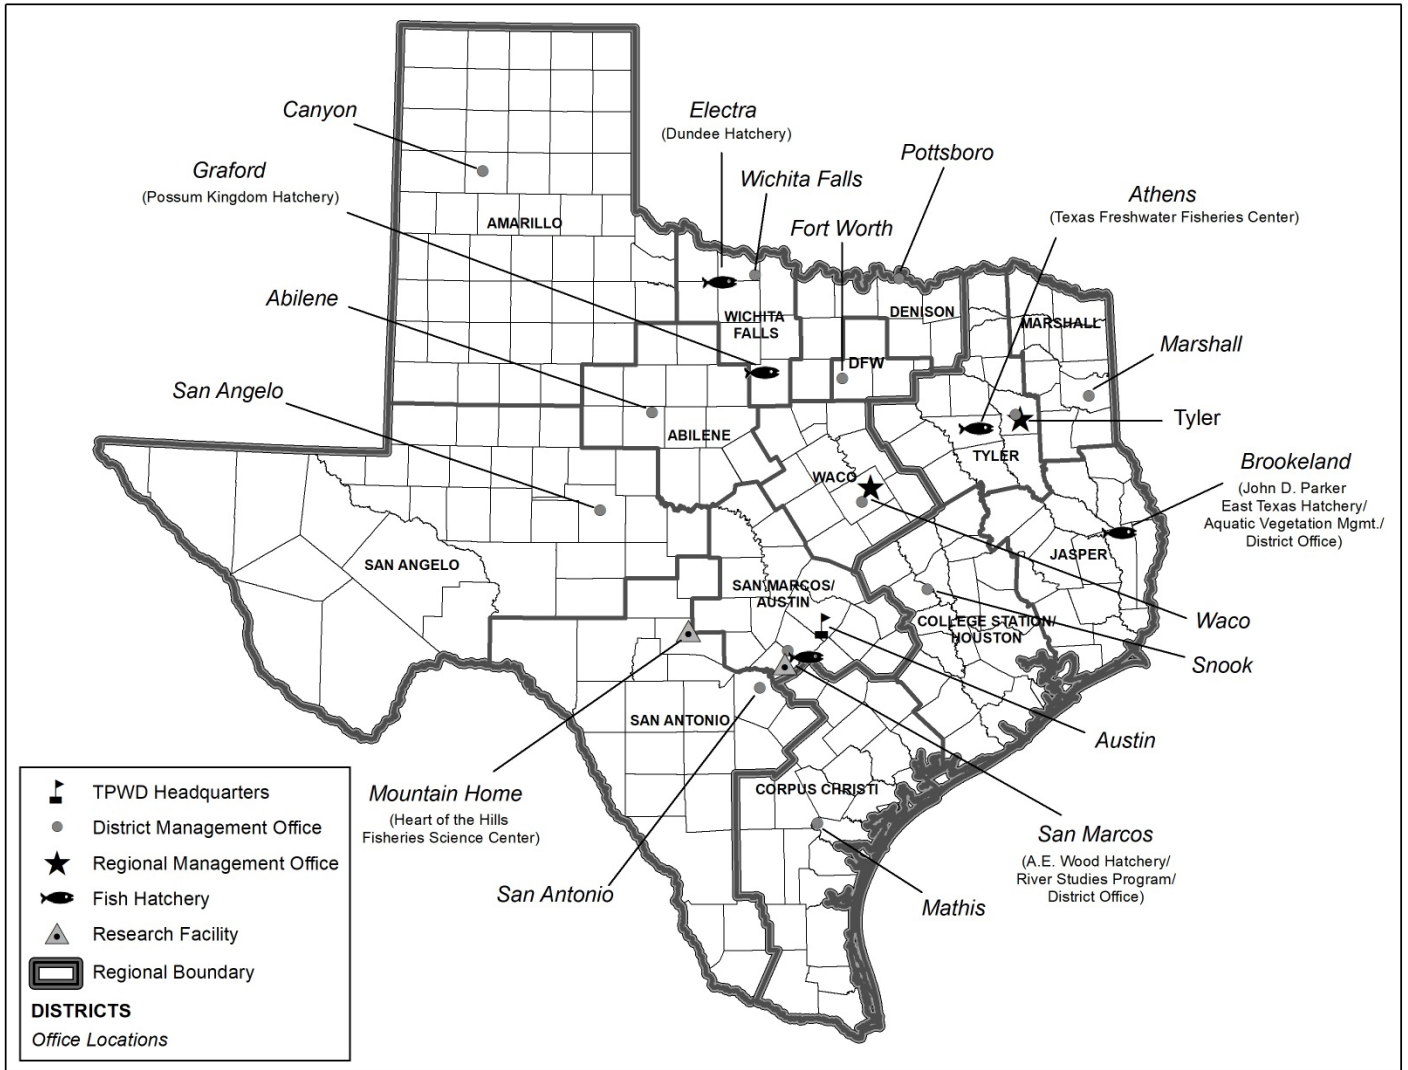 Canyon
Electra
(Dundee Hatchery)
Graford
(Possum Kingdom Hatchery)
Wichita Falls
Pottsboro
Fort Worth
Athens
(Texas Freshwater Fisheries Center)
AMARILLO
Abilene
WICHITA
FALLS
DENISON
MARSHALL
DFW
Marshall
San Angelo
ABILENE
Tyler
TYLER
WACO
Brookeland
(John D. Parker
East Texas Hatchery/
Aquatic Vegetation Mgmt./
District Office)
JASPER
SAN ANGELO
SAN MARCOS/
AUSTIN
COLLEGE STATION/
HOUSTON
Waco
Snook
SAN ANTONIO
Austin
Mountain Home
(Heart of the Hills
Fisheries Science Center)
CORPUS CHRISTI
San Marcos
(A.E. Wood Hatchery/
River Studies Program/
District Office)
San Antonio
Mathis
TPWD Headquarters
District Management Office
Regional Management Office
Fish Hatchery
Research Facility
Regional Boundary
DISTRICTS
Office Locations